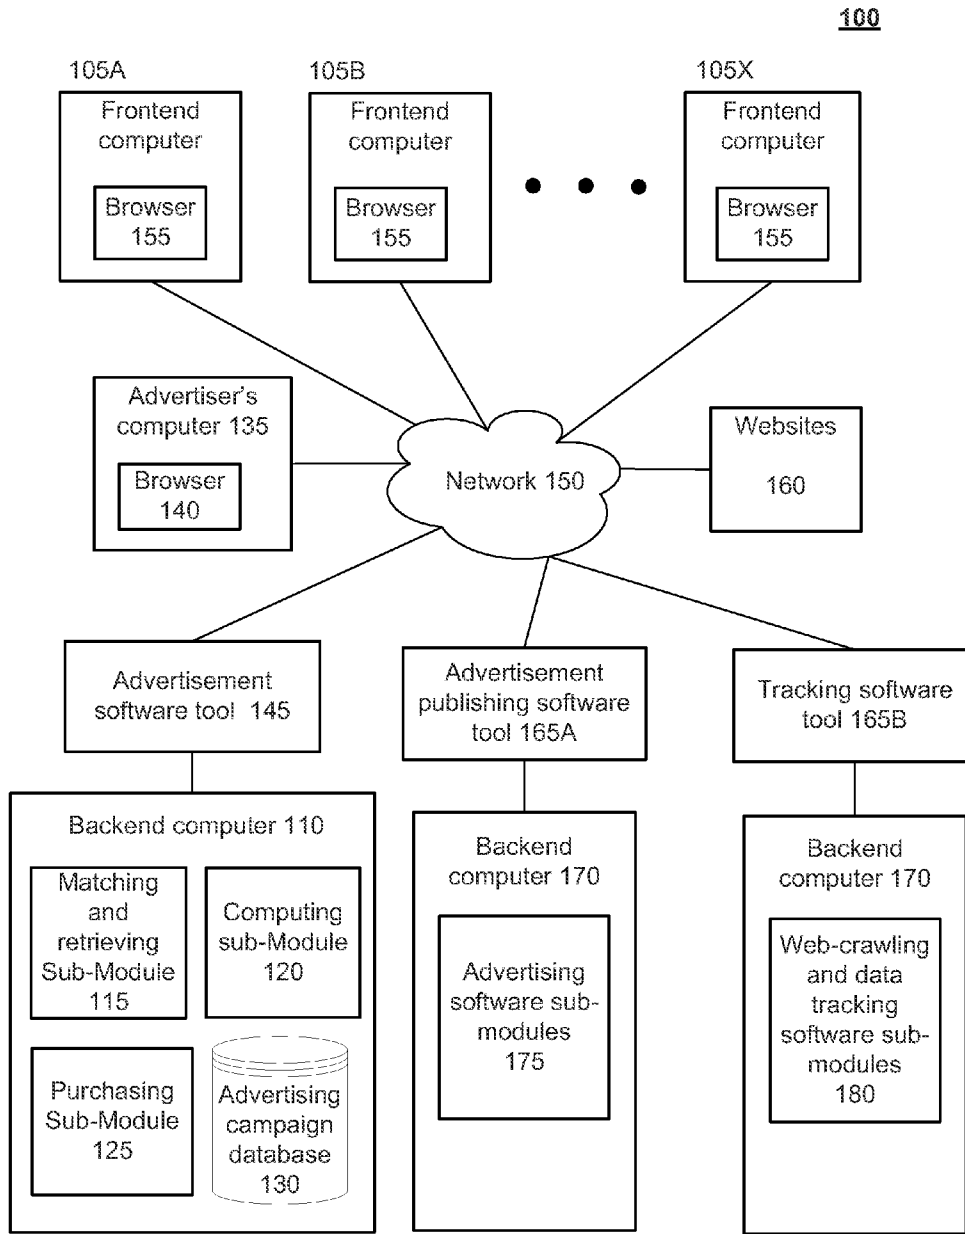 100
105A
105B
105X
Frontend
computer
Browser
155
Frontend
computer
Browser
155
Frontend
computer
Browser
155
Advertiser's
computer 135
Browser
140
Network 150
Websites
160
Advertisement
software tool 145
Advertisement
publishing software
tool 165A
Tracking software
tool 165B
Backend computer 110
Matching
and
retrieving
Sub-Module
115
Computing
sub-Module
120
Purchasing
Sub-Module
125
Advertising
campaign
database
130
Backend
computer 170
Advertising
software sub-
modules
175
Backend
computer 170
Web-crawling
and data
tracking
software sub-
modules
180